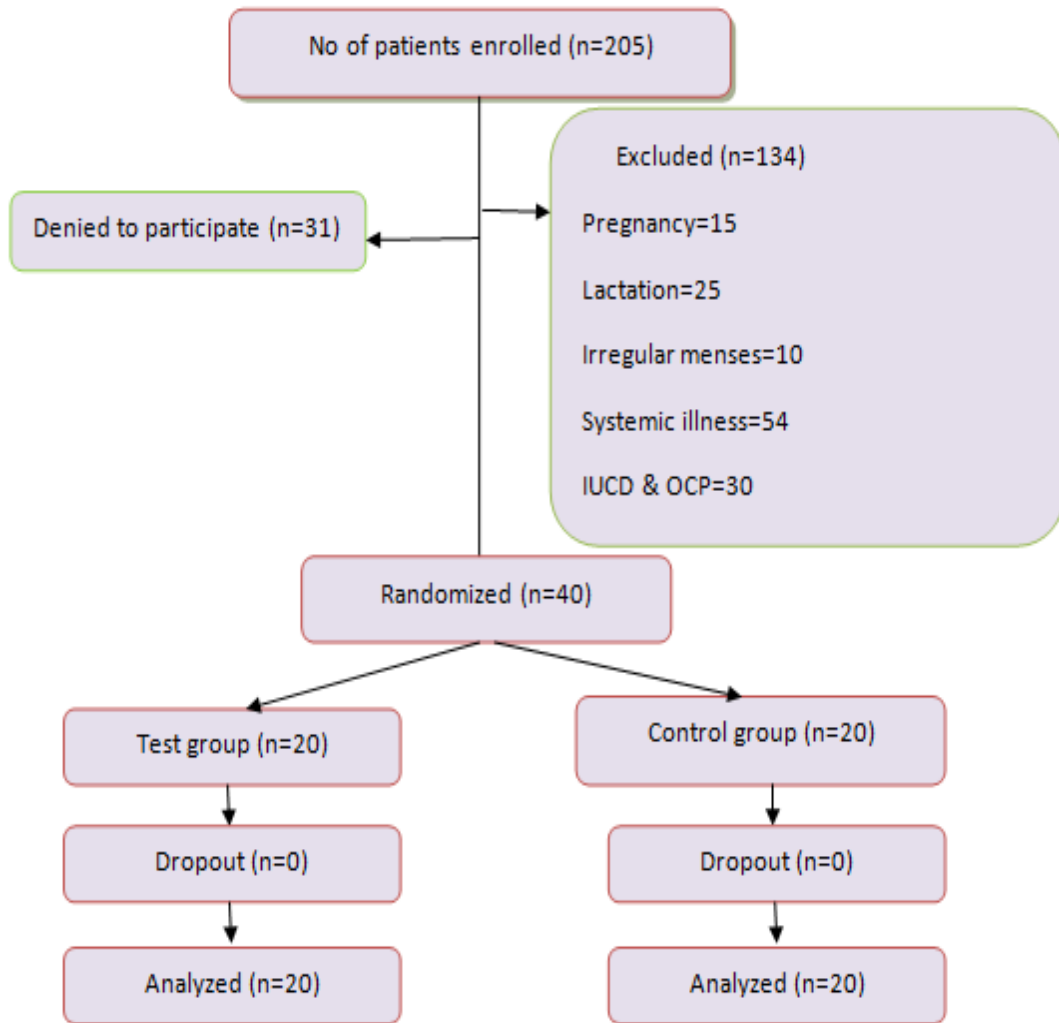 No of patients enrolled (n=205)
Excluded (n=134)
Pregnancy=15
Lactation=25
Irregular menses=10
Systemic illness=54
IUCD & OCP=30
Denied to participate (n=31)
Randomized (n=40)
Test group (n=20)
Control group (n=20)
Dropout (n=0)
Dropout (n=0)
Analyzed (n=20)
Analyzed (n=20)